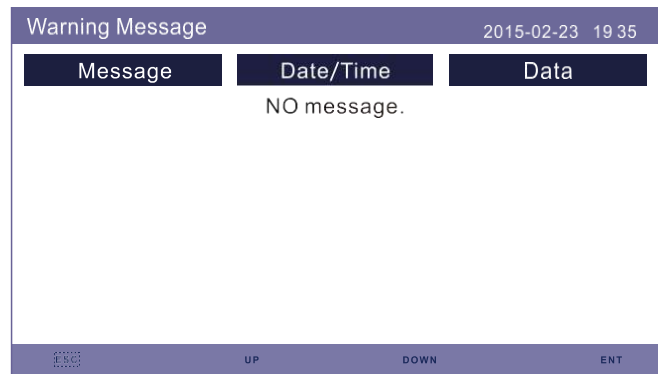 Warning Message 2015-02-23 19 35
Message Date/Time Data
NO message.
ESC UP DOWN ENT